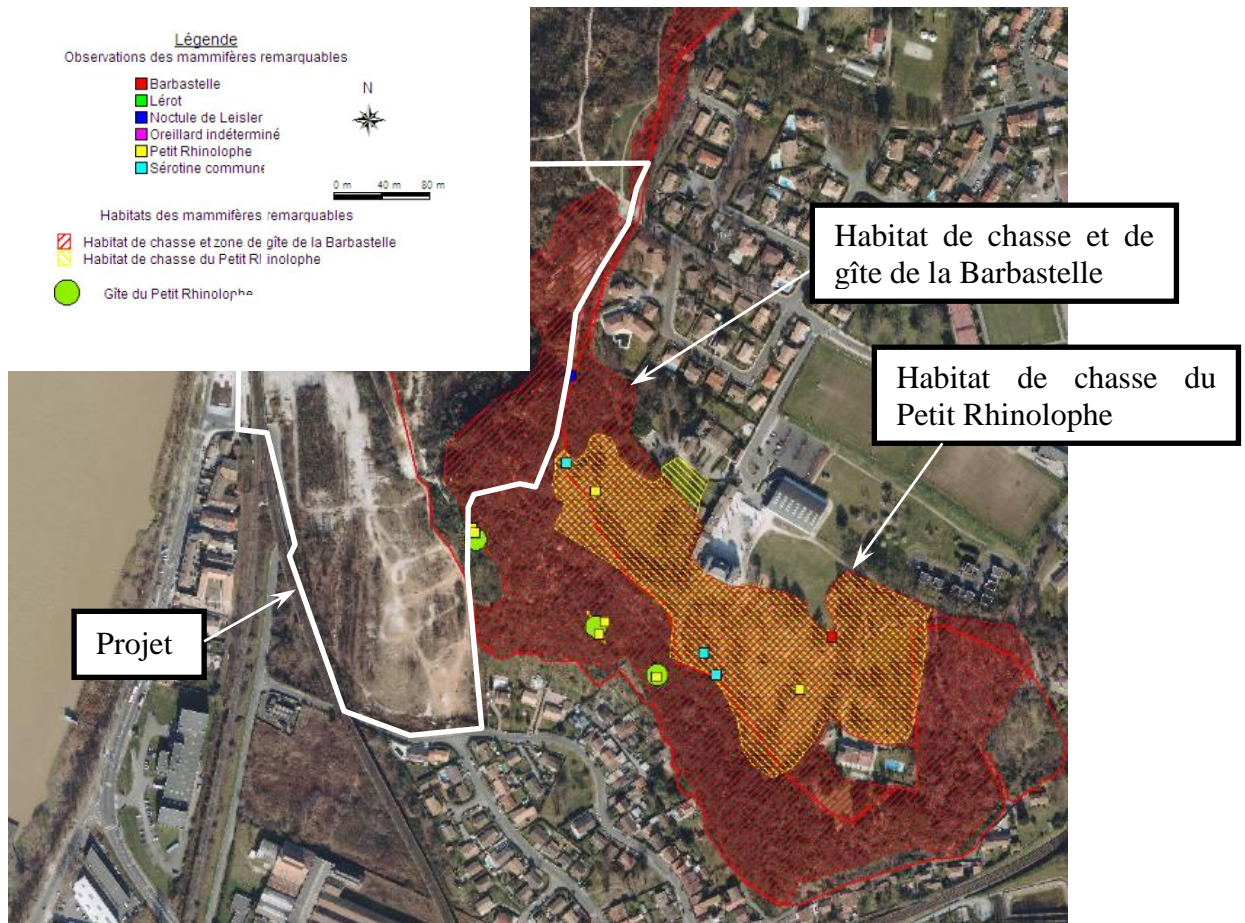 Légende
Observations des mammifères remarquables
Barbastelle
Lérot
Noctule de Leisler
Oreillard indéterminé
Petit Rhinolophe
Sérotine commune
N
0 m 40 m 80 m
Habitats des mammifères remarquables
Habitat de chasse et zone de gîte de la Barbastelle
Habitat de chasse du Petit Rhinolophe
Gîte du Petit Rhinolophe
Habitat de chasse et de
gîte de la Barbastelle
Habitat de chasse du
Petit Rhinolophe
Projet